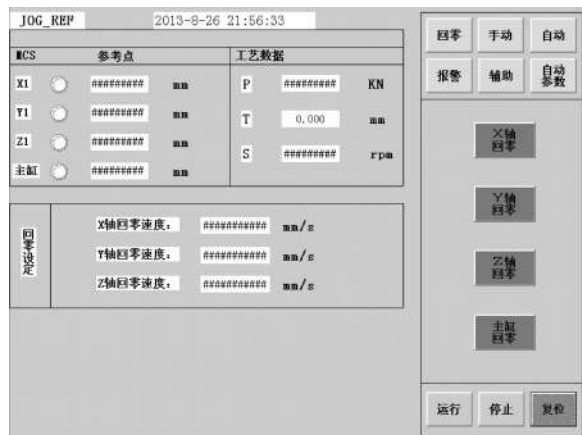 JOG_REF 2013-8-26 21:56:33
MCS 参考点 工艺数据
X1 ######### mm P ######### KN
Y1 ######### mm T 0.000 mm
Z1 ######### mm S ######### rpm
主缸 ######### mm
回零设定
X轴回零速度: ########### mm/s
Y轴回零速度: ########### mm/s
Z轴回零速度: ########### mm/s
回零 手动 自动
报警 辅助 自动参数
X轴回零
Y轴回零
Z轴回零
主缸回零
运行 停止 复位